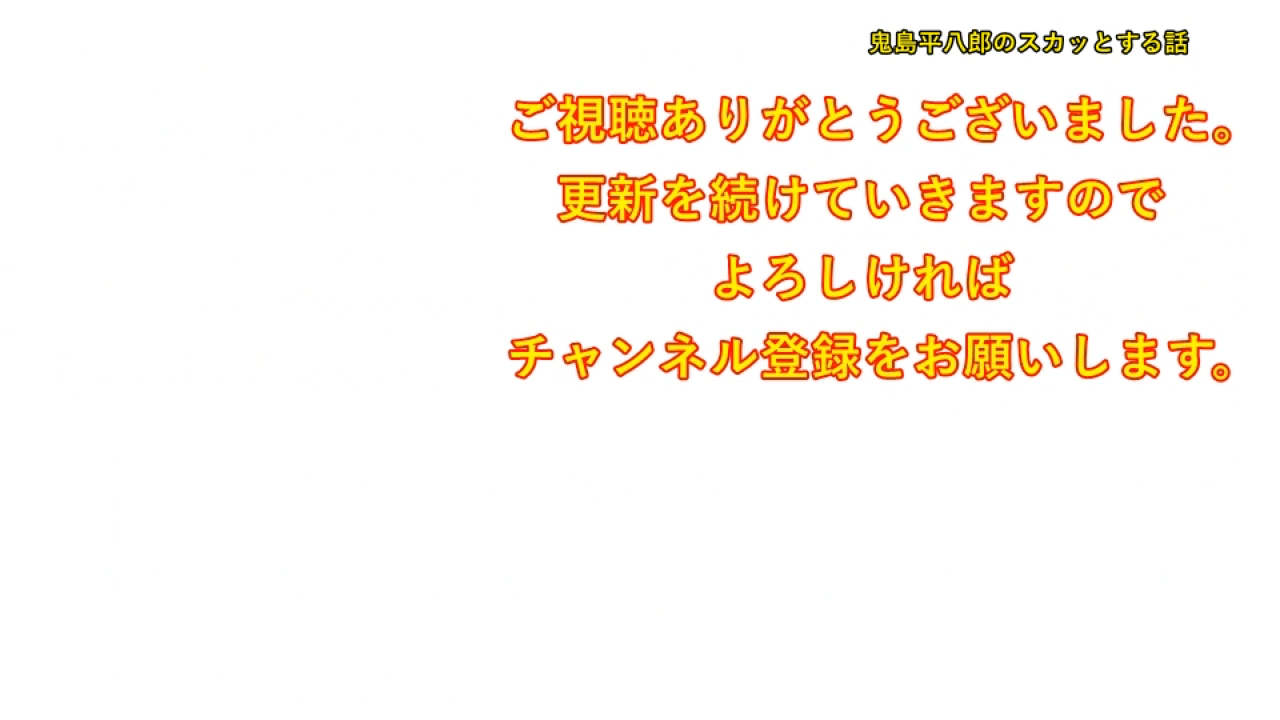 鬼島平八郎のスカッとする話
ご視聴ありがとうございました。
更新を続けていきますので
よろしければ
チャンネル登録をお願いします。